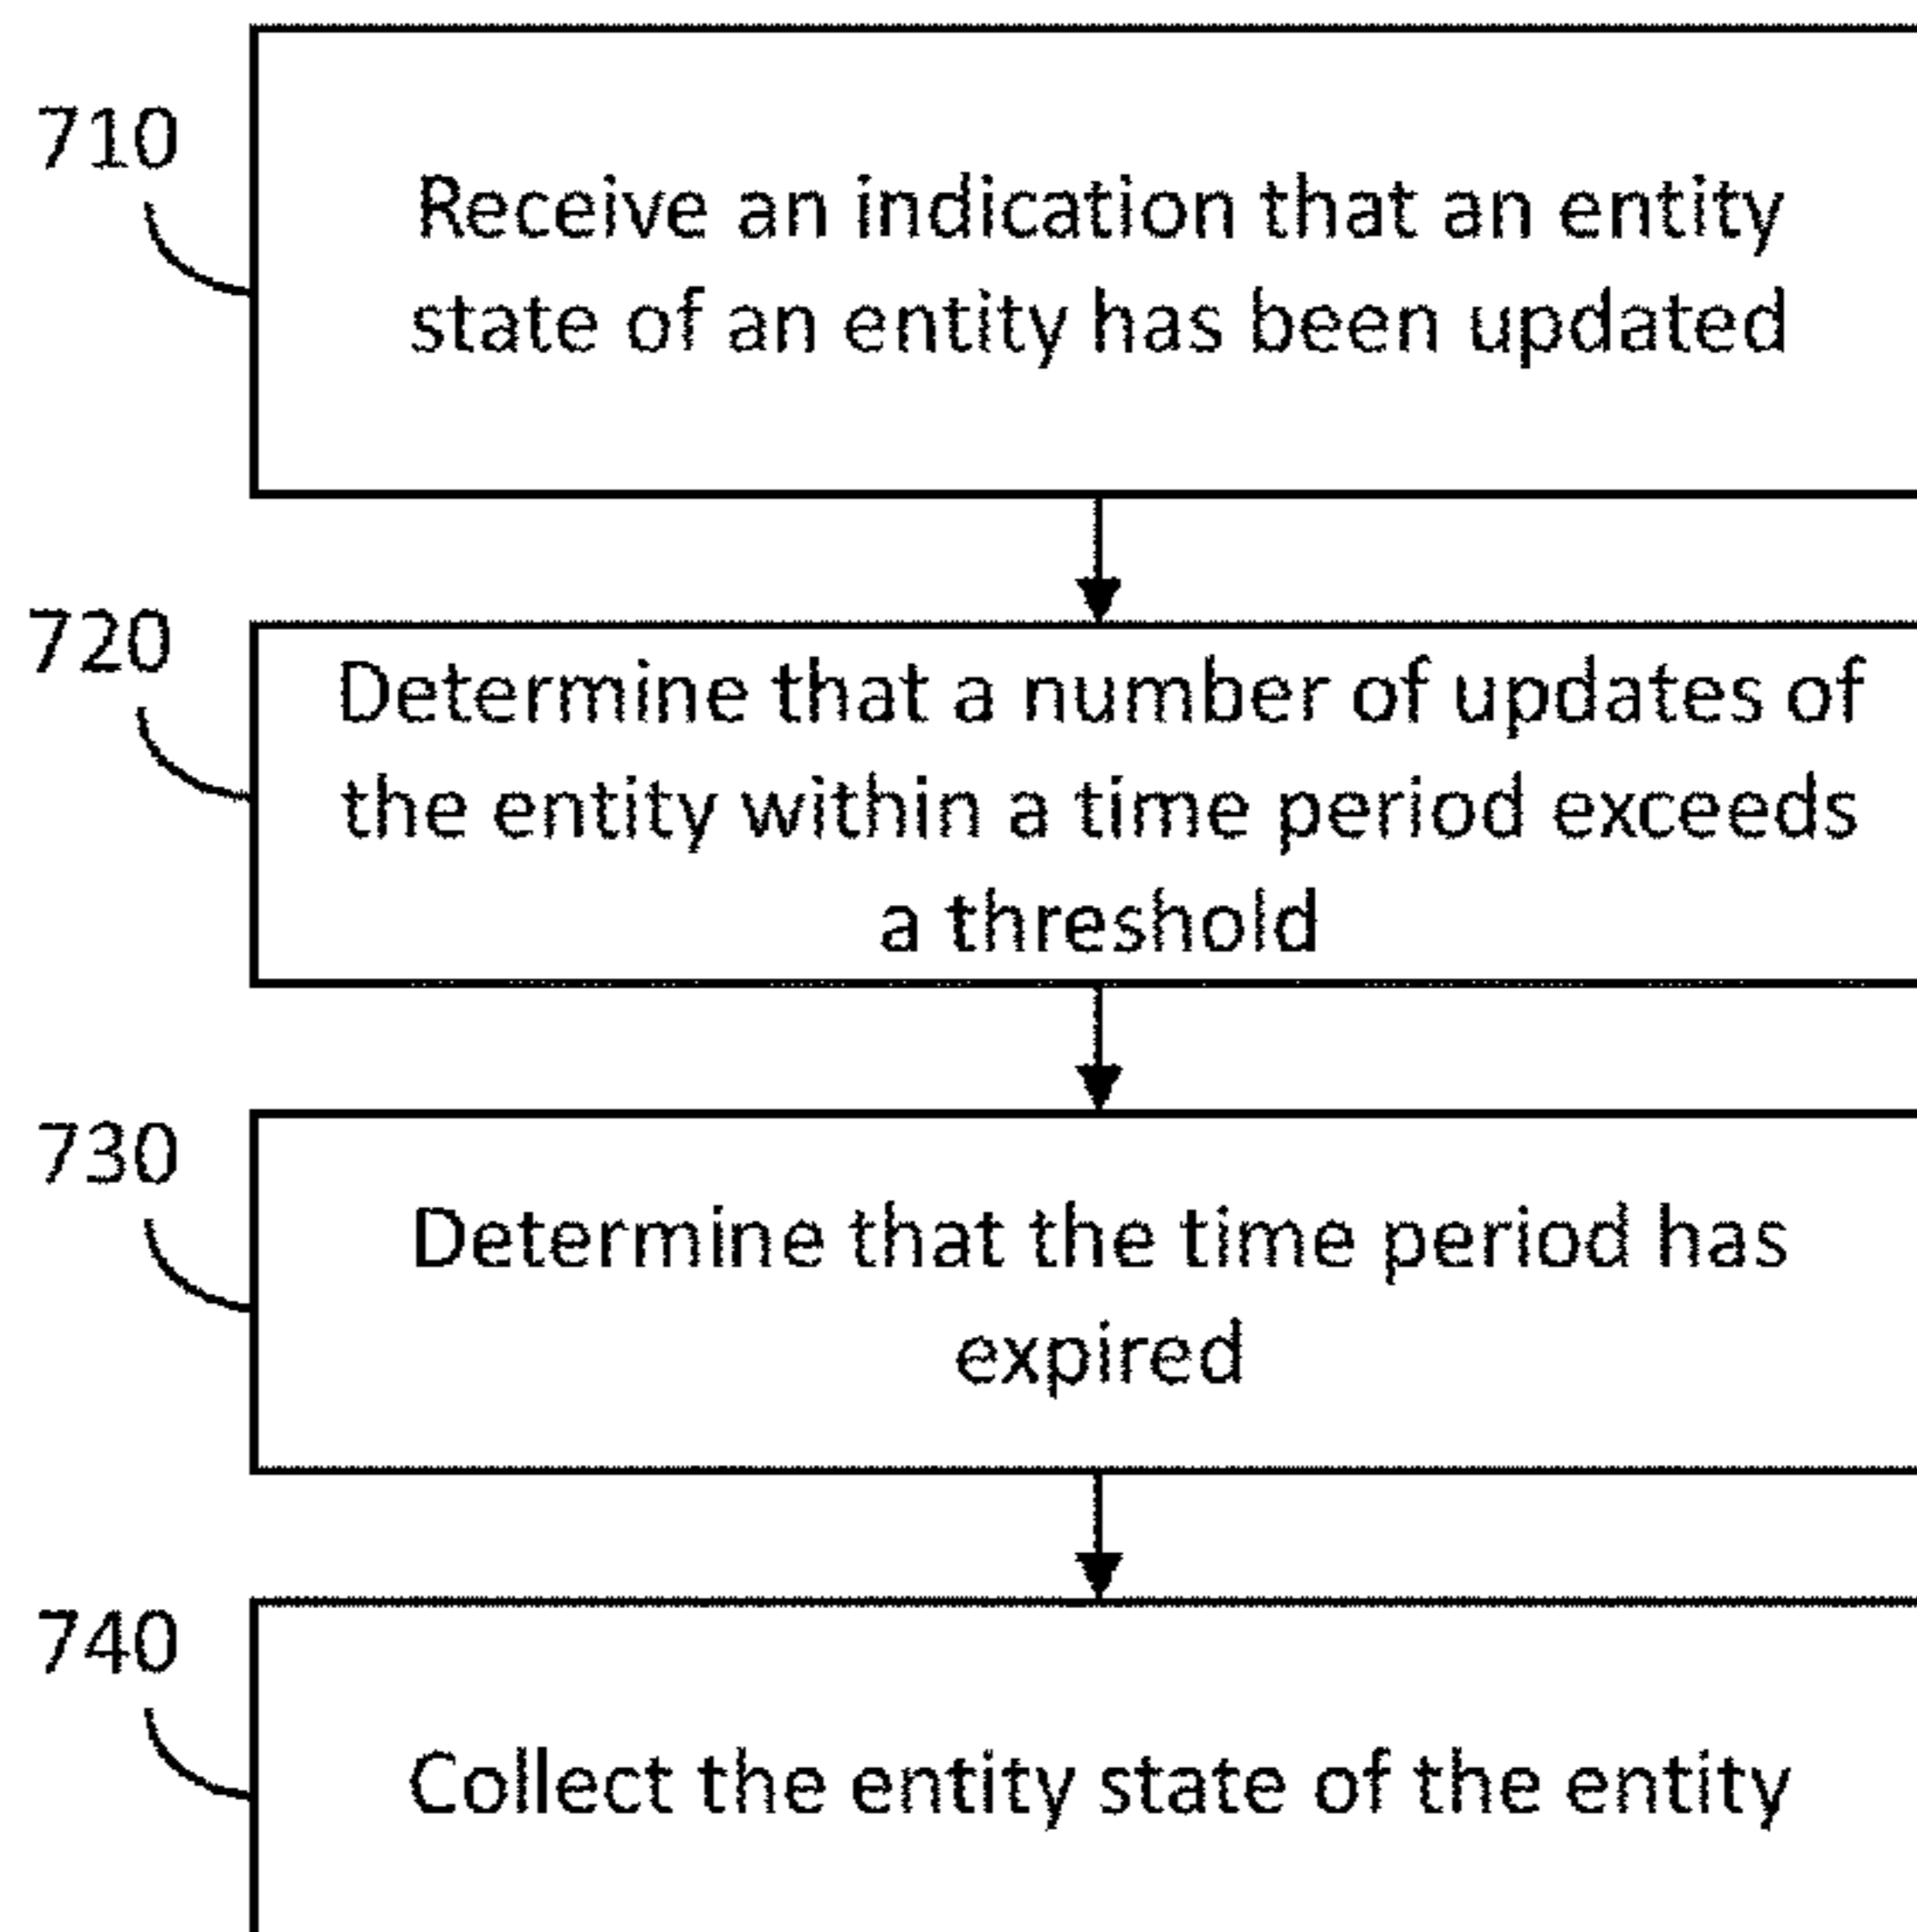 710
Receive an indication that an entity
state of an entity has been updated
720
Determine that a number of updates of
the entity within a time period exceeds
a threshold
730
Determine that the time period has
expired
740
Collect the entity state of the entity